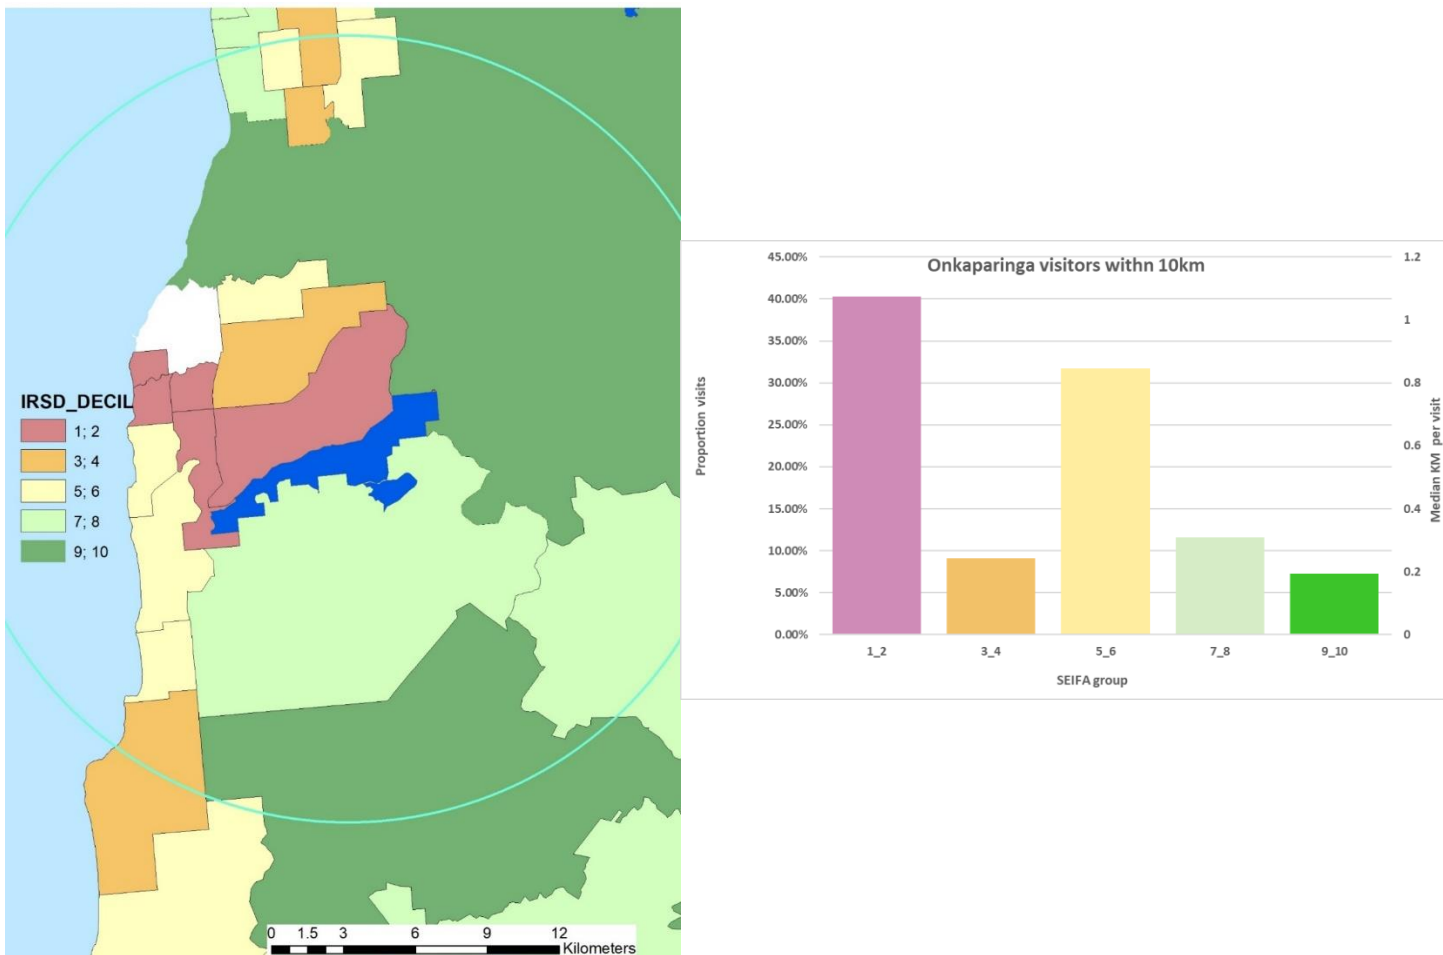 IRSD_DECIL
1; 2
3; 4
5; 6
7; 8
9; 10
0 1.5 3 6 9 12
Kilometers
Onkaparinga visitors withn 10km
45.00%
40.00%
35.00%
30.00%
25.00%
20.00%
15.00%
10.00%
5.00%
0.00%
Proportion visits
1.2
1
0.8
0.6
0.4
0.2
0
Median KM per visit
1_2 3_4 5_6 7_8 9_10
SEIFA group